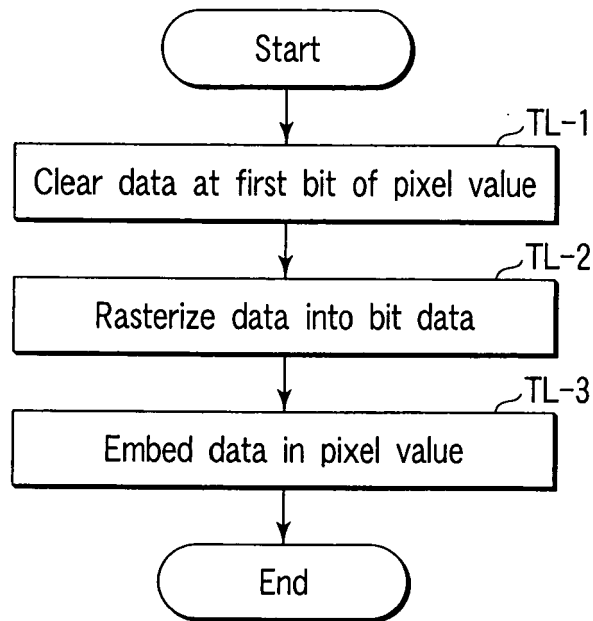 Start
TL-1
Clear data at first bit of pixel value
TL-2
Rasterize data into bit data
TL-3
Embed data in pixel value
End